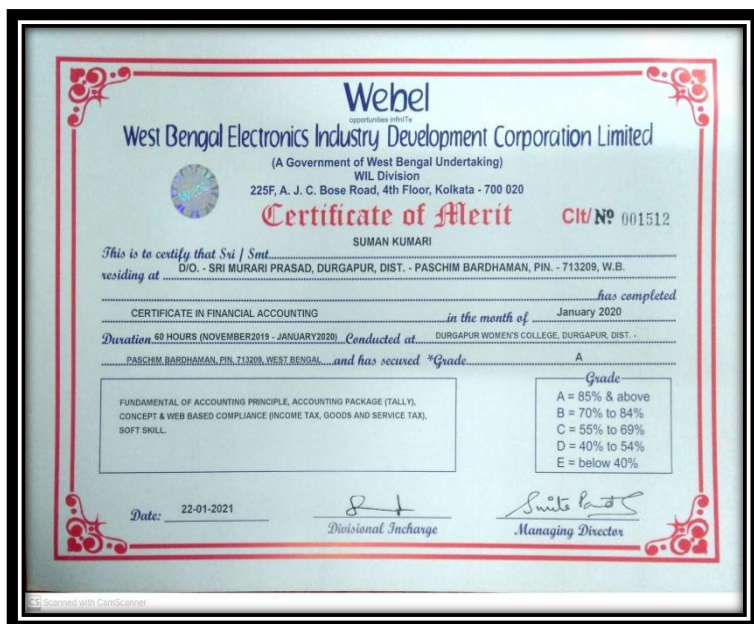 Webel
opportunities infiniTe
West Bengal Electronics Industry Development Corporation Limited
(A Government of West Bengal Undertaking)
WIL Division
225F, A. J. C. Bose Road, 4th Floor, Kolkata - 700 020
Webel
Certificate of Merit Clt/ Nº 001512
SUMAN KUMARI
This is to certify that Sri / Smt.
D/O. - SRI MURARI PRASAD, DURGAPUR, DIST. - PASCHIM BARDHAMAN, PIN. - 713209, W.B.
residing at
has completed
CERTIFICATE IN FINANCIAL ACCOUNTING in the month of January 2020
Duration 60 HOURS (NOVEMBER2019 - JANUARY2020) Conducted at DURGAPUR WOMEN'S COLLEGE, DURGAPUR, DIST. -
PASCHIM BARDHAMAN, PIN. 713209, WEST BENGAL and has secured *Grade A
FUNDAMENTAL OF ACCOUNTING PRINCIPLE, ACCOUNTING PACKAGE (TALLY),
CONCEPT & WEB BASED COMPLIANCE (INCOME TAX, GOODS AND SERVICE TAX),
SOFT SKILL.
Grade
A = 85% & above
B = 70% to 84%
C = 55% to 69%
D = 40% to 54%
E = below 40%
Date: 22-01-2021
Divisional Incharge
Managing Director
CS Scanned with CamScanner